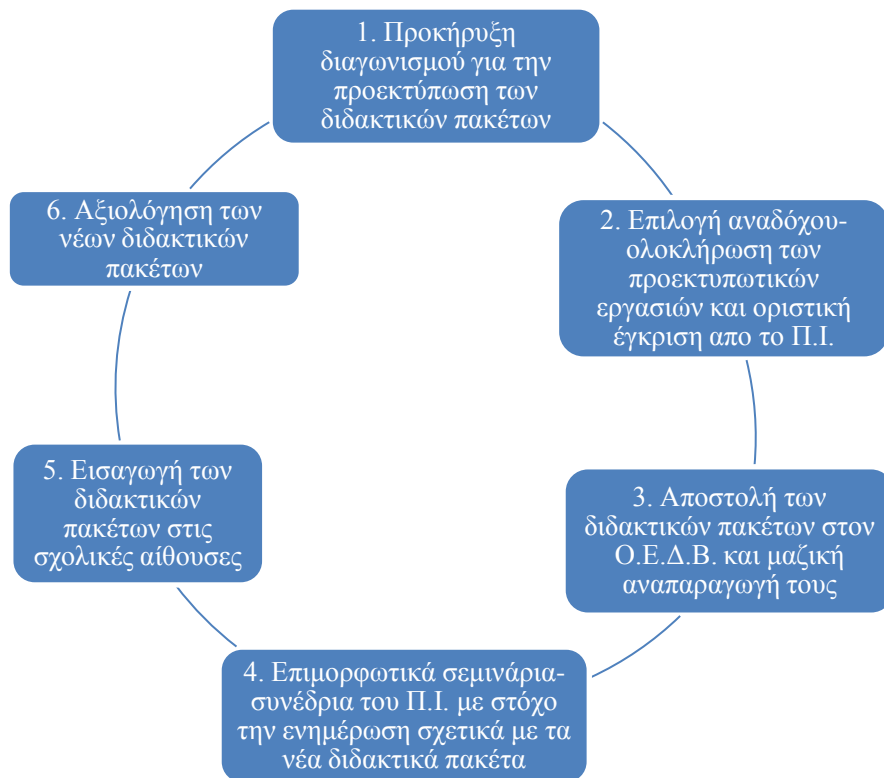 1. Προκήρυξη
διαγωνισμού για την
προεκτύπωση των
διδακτικών πακέτων
2. Επιλογή αναδόχου-
ολοκλήρωση των
προεκτυπωτικών
εργασιών και οριστική
έγκριση απο το Π.Ι.
3. Αποστολή των
διδακτικών πακέτων στον
Ο.Ε.Δ.Β. και μαζική
αναπαραγωγή τους
4. Επιμορφωτικά σεμινάρια-
συνέδρια του Π.Ι. με στόχο
την ενημέρωση σχετικά με τα
νέα διδακτικά πακέτα
5. Εισαγωγή των
διδακτικών
πακέτων στις
σχολικές αίθουσες
6. Αξιολόγηση των
νέων διδακτικών
πακέτων